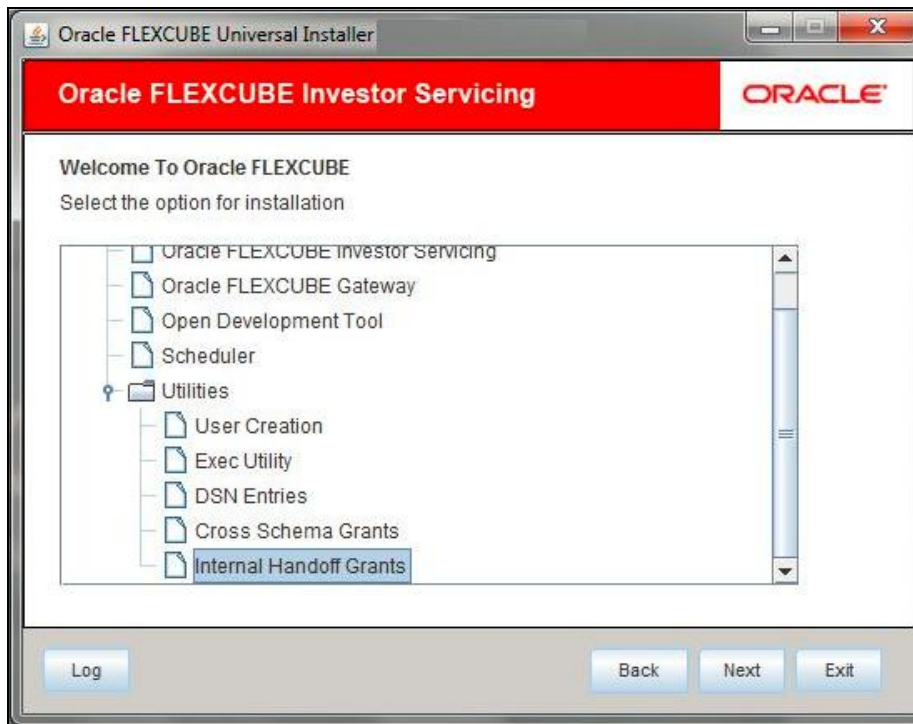 Oracle FLEXCUBE Universal Installer
Oracle FLEXCUBE Investor Servicing
ORACLE
Welcome To Oracle FLEXCUBE
Select the option for installation
Oracle FLEXCUBE Investor Servicing
Oracle FLEXCUBE Gateway
Open Development Tool
Scheduler
Utilities
User Creation
Exec Utility
DSN Entries
Cross Schema Grants
Internal Handoff Grants
Log
Back
Next
Exit